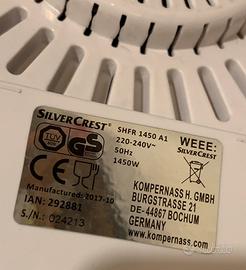 SILVERCREST®
SHFR 1450 A1
220-240V~
50Hz
1450W
TÜV
GS
Manufactured: 2017-10
IAN: 292881
S./N.: 024213
WEEE:
SILVERCREST
KOMPERNASS H. GMBH
BURGSTRASSE 21
DE- 44867 BOCHUM
GERMANY
www.kompernass.com